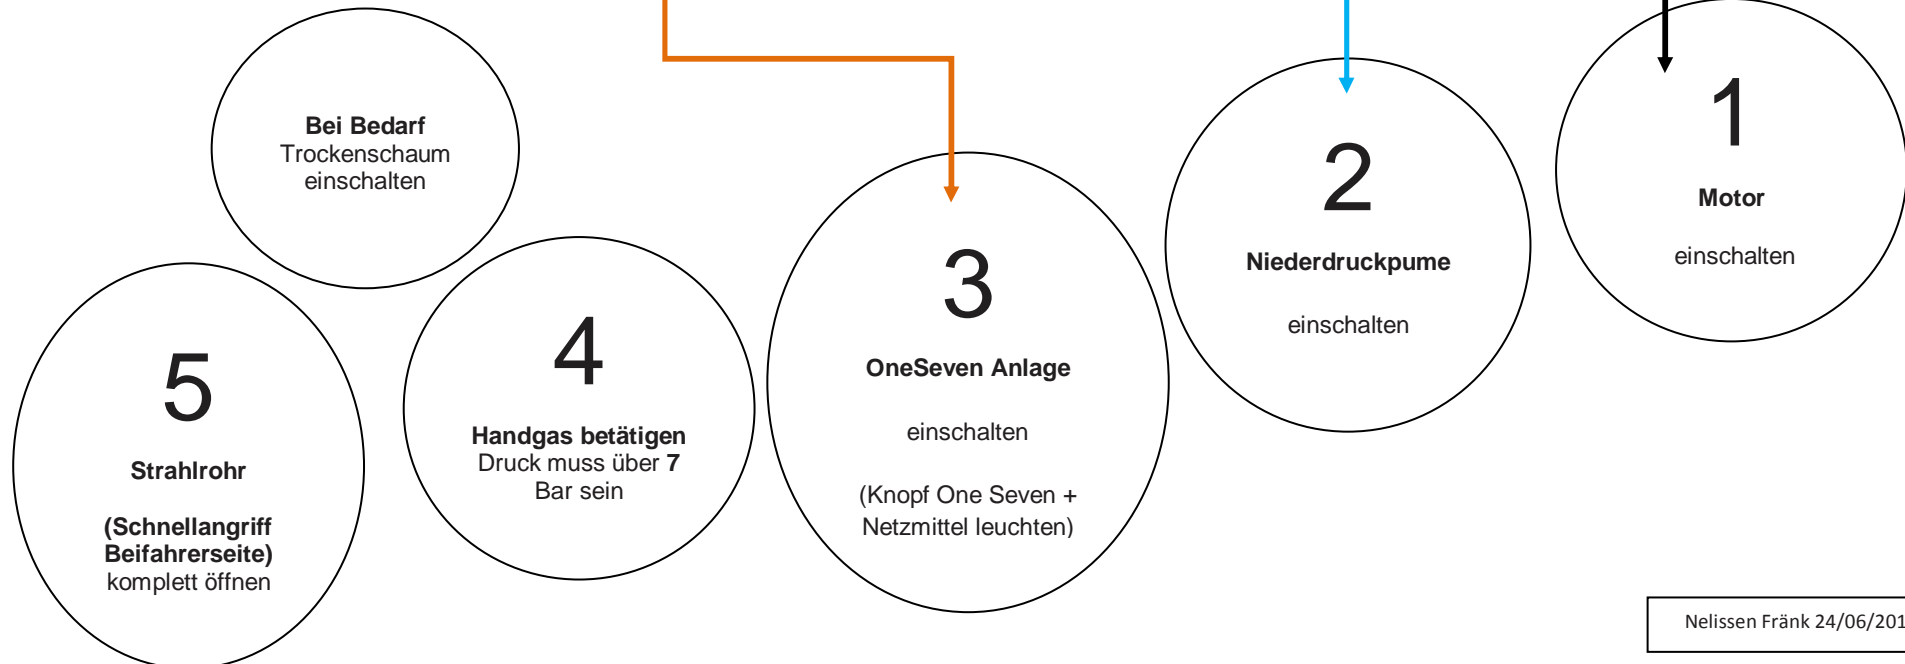 1
Motor
einschalten
2
Niederdruckpume
einschalten
3
OneSeven Anlage
einschalten
(Knopf One Seven +
Netzmittel leuchten)
4
Handgas betätigen
Druck muss über 7
Bar sein
Bei Bedarf
Trockenschaum
einschalten
5
Strahlrohr
(Schnellangriff
Beifahrerseite)
komplett öffnen
Nelissen Fränk 24/06/201